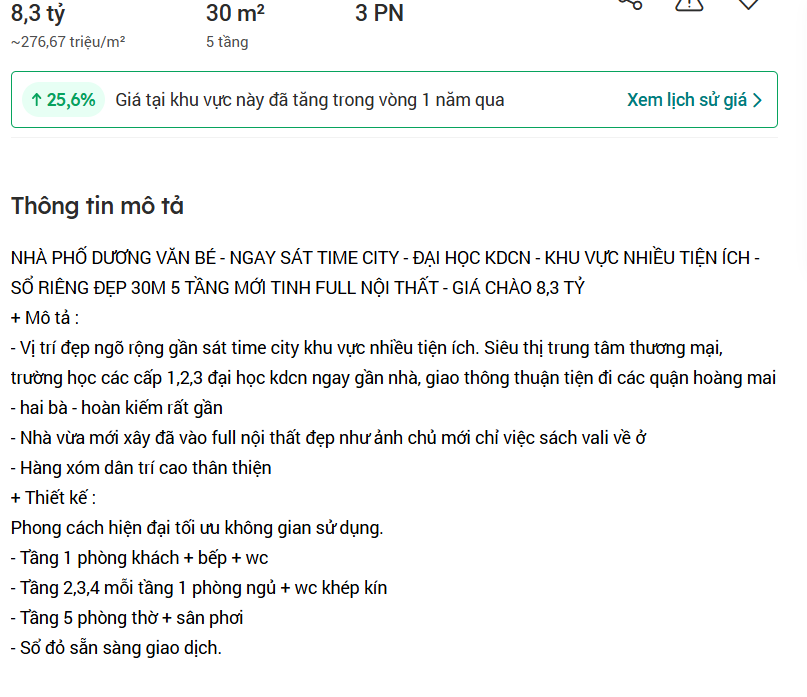 8,3 tỷ 30 m² 3 PN
~276,67 triệu/m² 5 tầng
↑ 25,6% Giá tại khu vực này đã tăng trong vòng 1 năm qua Xem lịch sử giá >
Thông tin mô tả
NHÀ PHỐ DƯƠNG VĂN BÉ - NGAY SÁT TIME CITY - ĐẠI HỌC KDCN - KHU VỰC NHIỀU TIỆN ÍCH -
SỔ RIÊNG ĐẸP 30M 5 TẦNG MỚI TINH FULL NỘI THẤT - GIÁ CHÀO 8,3 TỶ
+ Mô tả :
- Vị trí đẹp ngõ rộng gần sát time city khu vực nhiều tiện ích. Siêu thị trung tâm thương mại,
trường học các cấp 1,2,3 đại học kdcn ngay gần nhà, giao thông thuận tiện đi các quận hoàng mai
- hai bà - hoàn kiếm rất gần
- Nhà vừa mới xây đã vào full nội thất đẹp như ảnh chủ mới chỉ việc sách vali về ở
- Hàng xóm dân trí cao thân thiện
+ Thiết kế :
Phong cách hiện đại tối ưu không gian sử dụng.
- Tầng 1 phòng khách + bếp + wc
- Tầng 2,3,4 mỗi tầng 1 phòng ngủ + wc khép kín
- Tầng 5 phòng thờ + sân phơi
- Sổ đỏ sẵn sàng giao dịch.